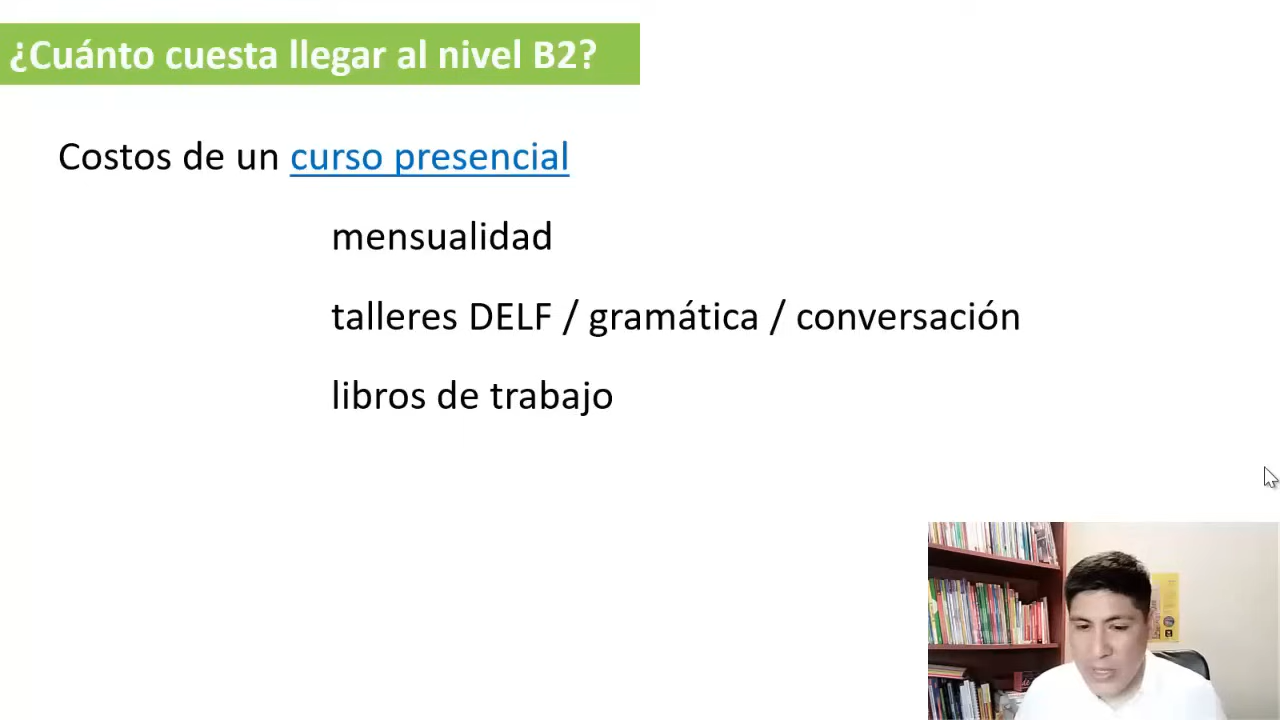 ¿Cuánto cuesta llegar al nivel B2?
Costos de un curso presencial
mensualidad
talleres DELF / gramática / conversación
libros de trabajo